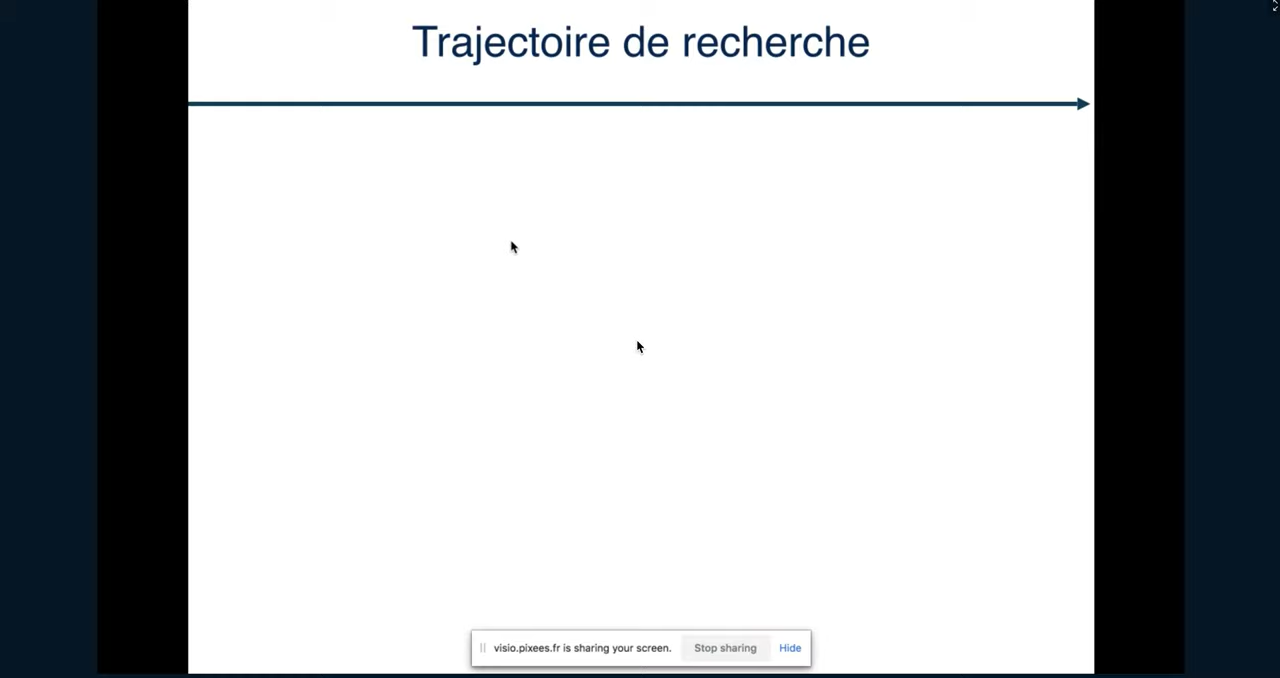 Trajectoire de recherche
visio.pixees.fr is sharing your screen. Stop sharing Hide